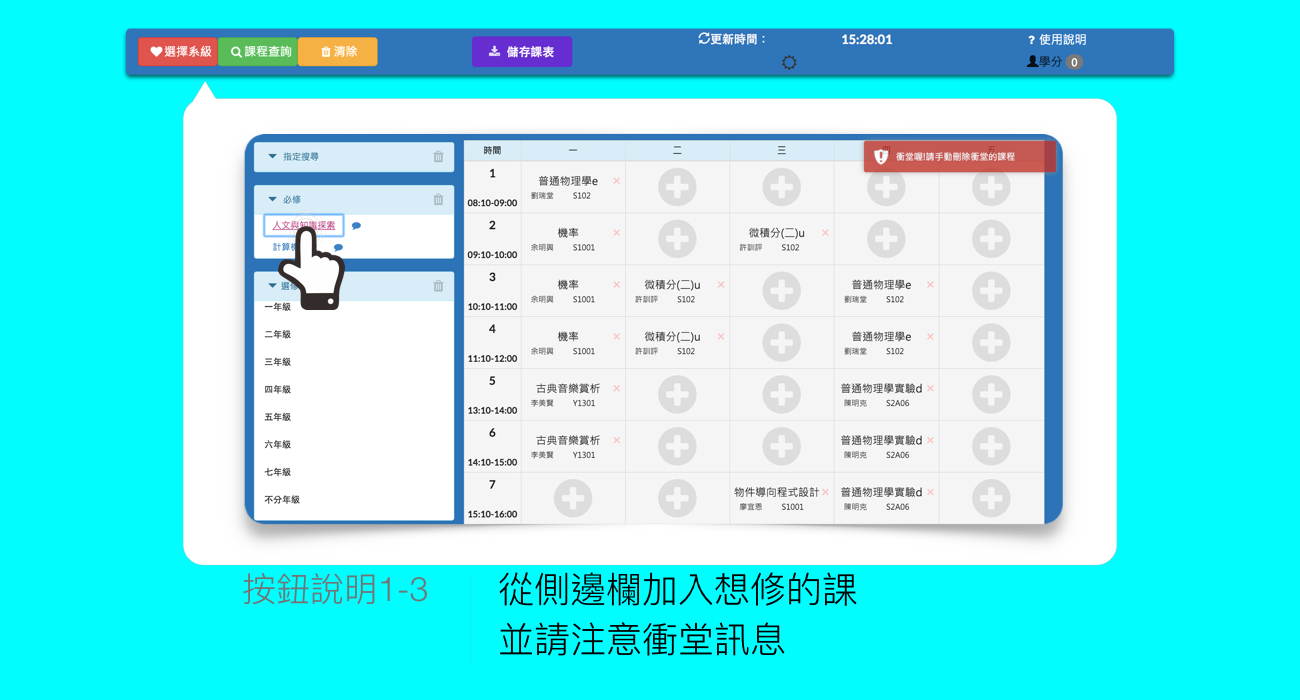 選擇系級 課程查詢 清除 儲存課表 更新時間： 15:28:01 ? 使用說明
學分 0
指定搜尋
必修
人文與知識探索
計算
選修
一年級
二年級
三年級
四年級
五年級
六年級
七年級
不分年級
衝堂喔!請手動刪除衝堂的課程
時間 一 二 三 四 五
1 普通物理學e ×
08:10-09:00 劉瑞堂 S102
2 機率 × 微積分(二)u ×
09:10-10:00 余明興 S1001 許訓評 S102
3 機率 × 微積分(二)u × 普通物理學e ×
10:10-11:00 余明興 S1001 許訓評 S102 劉瑞堂 S102
4 機率 × 微積分(二)u × 普通物理學e ×
11:10-12:00 余明興 S1001 許訓評 S102 劉瑞堂 S102
5 古典音樂賞析 × 普通物理學實驗d ×
13:10-14:00 李美賢 Y1301 陳明克 S2A06
6 古典音樂賞析 × 普通物理學實驗d ×
14:10-15:00 李美賢 Y1301 陳明克 S2A06
7 物件導向程式設計 × 普通物理學實驗d ×
15:10-16:00 廖宜恩 S1001 陳明克 S2A06
按鈕說明1-3
從側邊欄加入想修的課
並請注意衝堂訊息